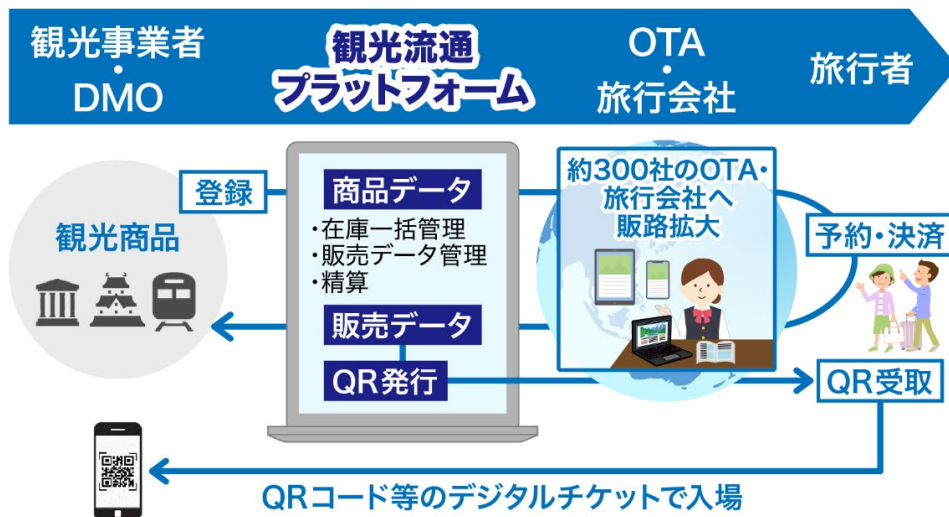 観光事業者
・
DMO
観光流通
プラットフォーム
OTA
・
旅行会社
旅行者
登録
観光商品
商品データ
・在庫一括管理
・販売データ管理
・精算
販売データ
QR発行
約300社のOTA・
旅行会社へ
販路拡大
予約・決済
QR受取
QRコード等のデジタルチケットで入場